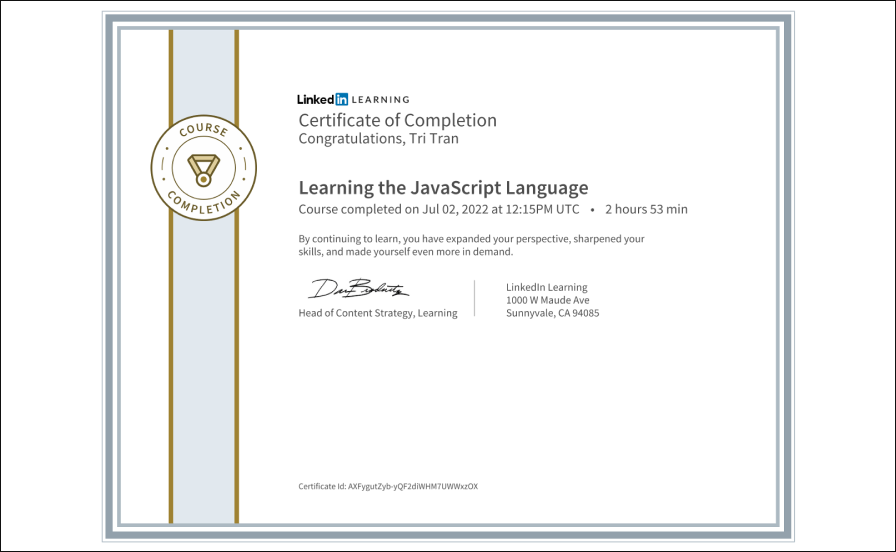 COURSE
COMPLETION
Linked in LEARNING
Certificate of Completion
Congratulations, Tri Tran
Learning the JavaScript Language
Course completed on Jul 02, 2022 at 12:15PM UTC • 2 hours 53 min
By continuing to learn, you have expanded your perspective, sharpened your
skills, and made yourself even more in demand.
Head of Content Strategy, Learning
LinkedIn Learning
1000 W Maude Ave
Sunnyvale, CA 94085
Certificate Id: AXFygutZyb-yQF2diWHM7UWWxzOX